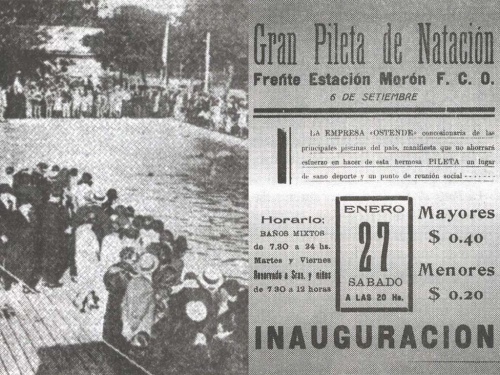 Gran Pileta de Natación
Frente Estación Morón F. C. O.
6 DE SETIEMBRE
LA EMPRESA «OSTENDE» concesionaria de las
principales piscinas del país, manifiesta que no ahorrará
esfuerzo en hacer de esta hermosa PILETA un lugar
de sano deporte y un punto de reunión social
Horario:
BAÑOS MIXTOS
de 7.30 a 24 hs.
Martes y Viernes
Reservado a Sras. y niños
de 7 30 a 12 horas
ENERO
27
SABADO
A LAS 20 Hs.
Mayores
$ 0.40
Menores
$ 0.20
INAUGURACION